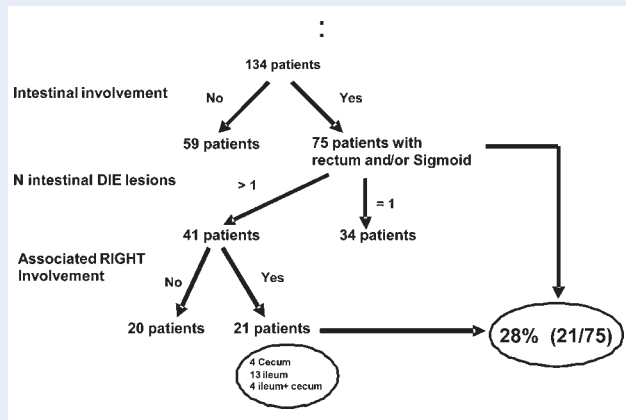 :
134 patients
Intestinal involvement
No
Yes
59 patients
75 patients with
rectum and/or Sigmoid
N intestinal DIE lesions
> 1
= 1
41 patients
34 patients
Associated RIGHT
Involvement
No
Yes
20 patients
21 patients
28% (21/75)
4 Cecum
13 ileum
4 ileum+ cecum